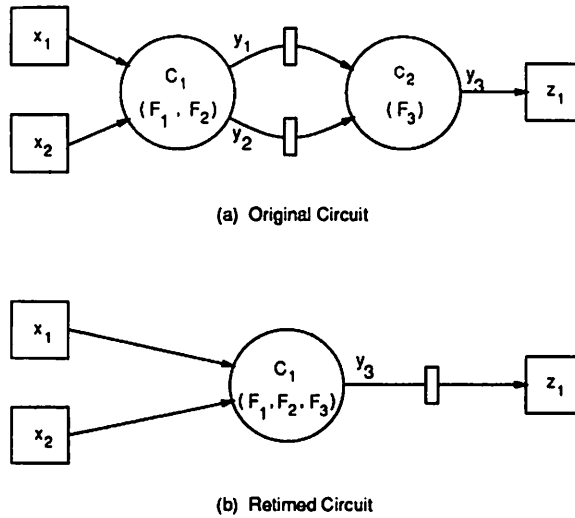 x1
y1
C1
(F1 , F2)
C2
(F3)
y3
z1
x2
y2
(a) Original Circuit
x1
C1
(F1, F2, F3)
y3
z1
x2
(b) Retimed Circuit